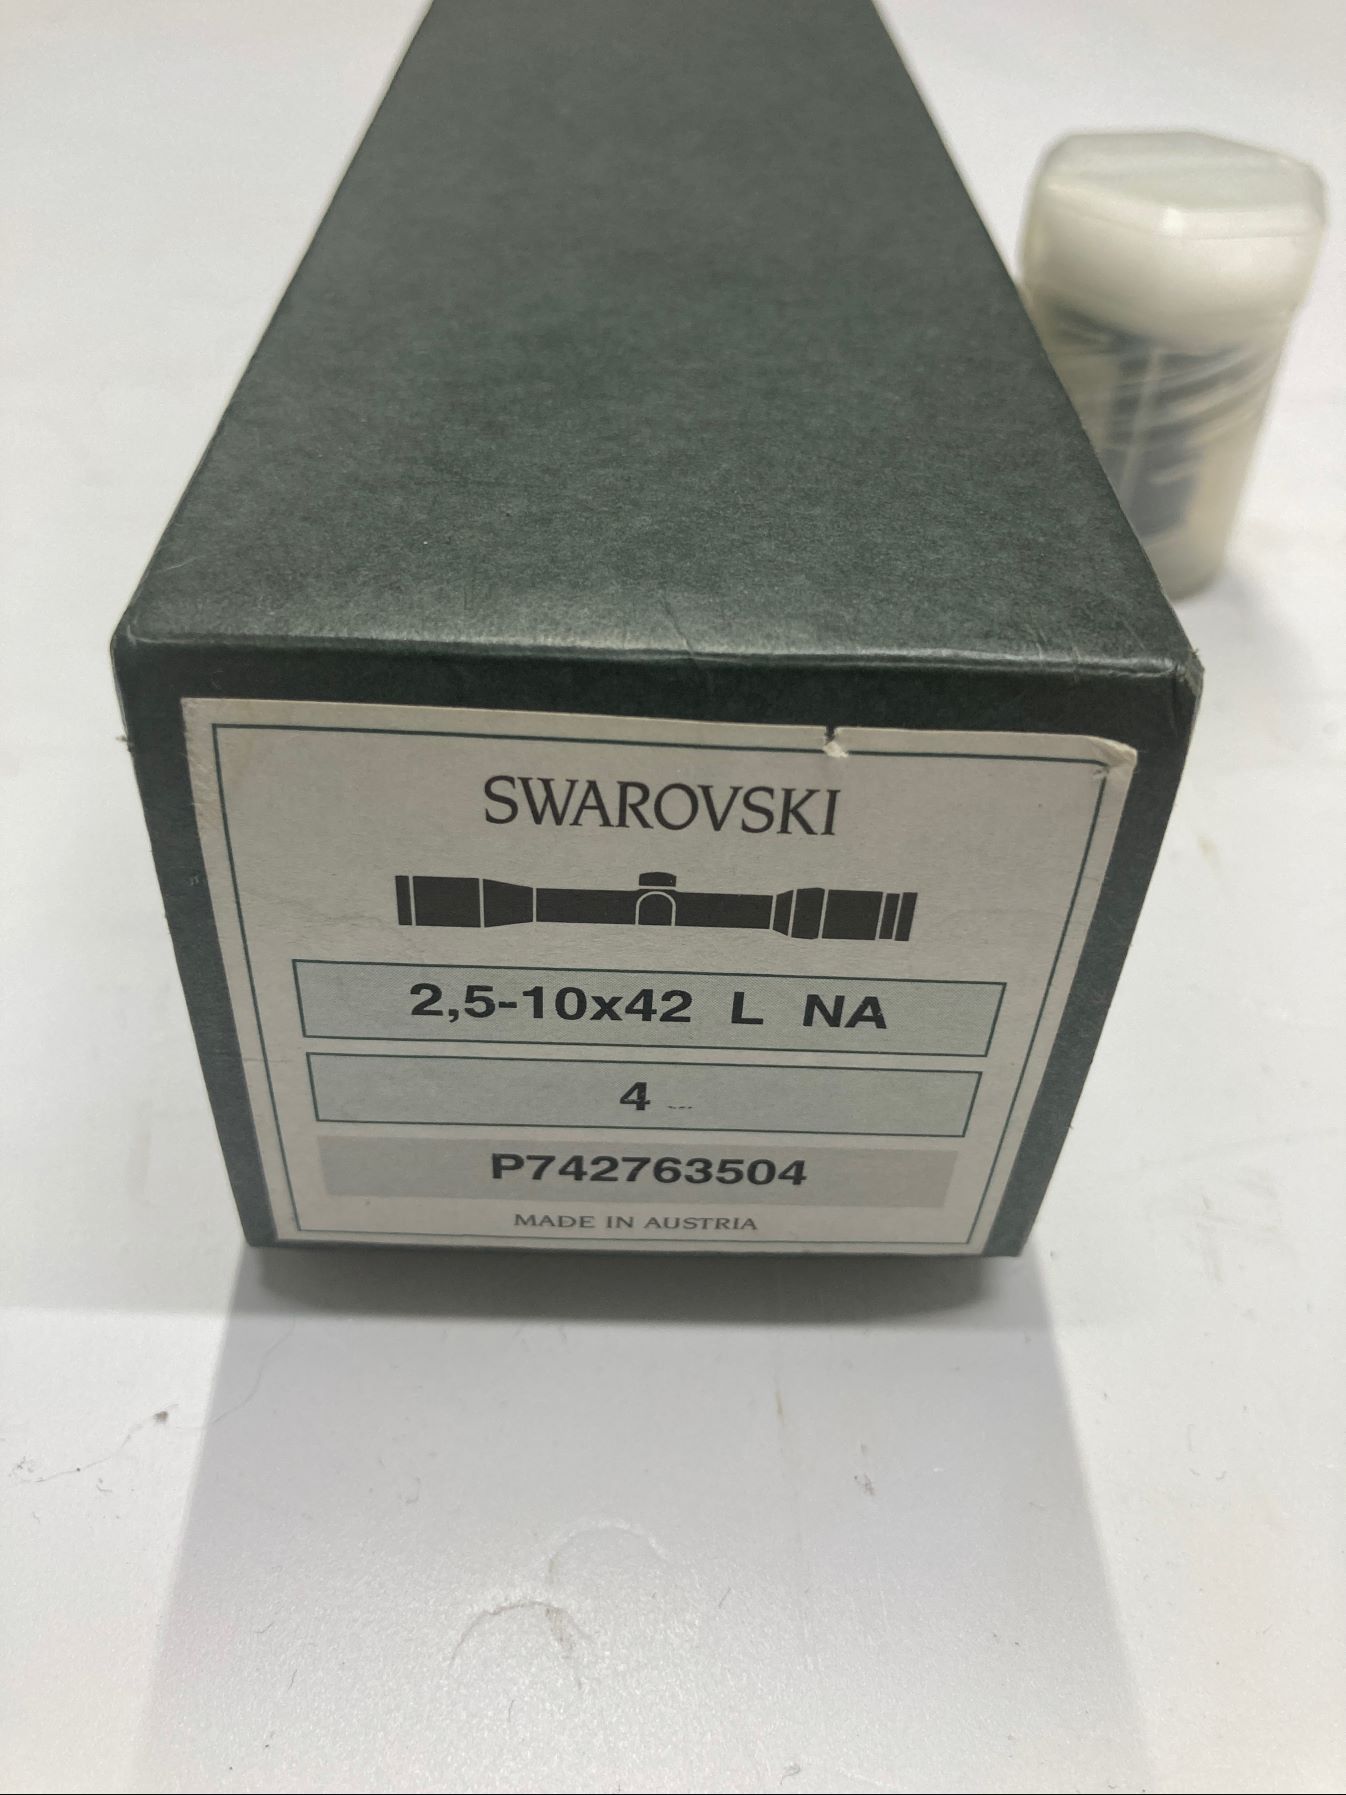 SWAROVSKI
2,5-10x42 L NA
4
P742763504
MADE IN AUSTRIA